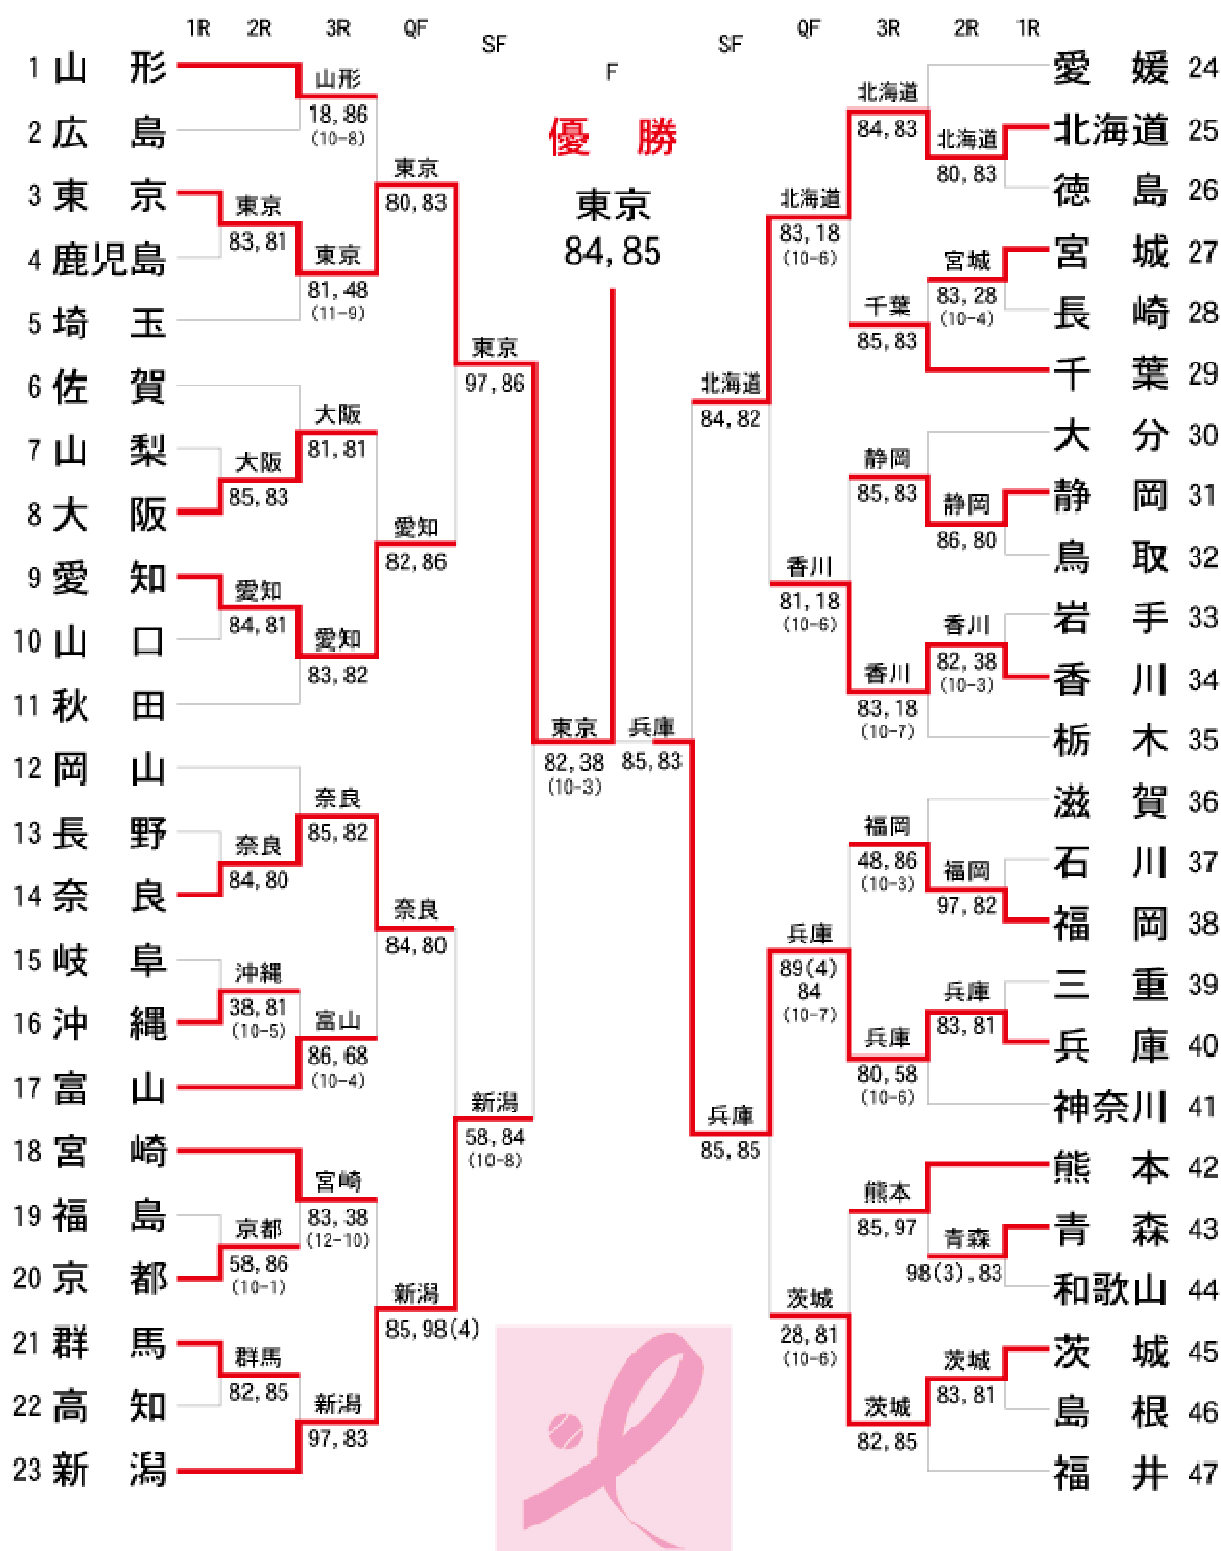 1R 2R 3R QF SF F SF QF 3R 2R 1R
優 勝
東京
84,85
1 山 形
2 広 島
3 東 京
4 鹿児島
5 埼 玉
6 佐 賀
7 山 梨
8 大 阪
9 愛 知
10 山 口
11 秋 田
12 岡 山
13 長 野
14 奈 良
15 岐 阜
16 沖 縄
17 富 山
18 宮 崎
19 福 島
20 京 都
21 群 馬
22 高 知
23 新 潟
東京
83,81
大阪
85,83
愛知
84,81
奈良
84,80
沖縄
38,81
(10-5)
京都
58,86
(10-1)
群馬
82,85
山形
18,86
(10-8)
東京
81,48
(11-9)
大阪
81,81
愛知
83,82
奈良
85,82
富山
86,68
(10-4)
宮崎
83,38
(12-10)
新潟
97,83
東京
80,83
愛知
82,86
奈良
84,80
新潟
85,98(4)
東京
97,86
新潟
58,84
(10-8)
東京
82,38
(10-3)
兵庫
85,83
北海道
84,82
兵庫
85,85
北海道
83,18
(10-6)
香川
81,18
(10-6)
兵庫
89(4)
84
(10-7)
茨城
28,81
(10-6)
北海道
84,83
千葉
85,83
静岡
85,83
香川
83,18
(10-7)
福岡
48,86
(10-3)
兵庫
80,58
(10-6)
熊本
85,97
茨城
82,85
北海道
80,83
宮城
83,28
(10-4)
静岡
86,80
香川
82,38
(10-3)
福岡
97,82
兵庫
83,81
青森
98(3),83
茨城
83,81
愛 媛 24
北海道 25
徳 島 26
宮 城 27
長 崎 28
千 葉 29
大 分 30
静 岡 31
鳥 取 32
岩 手 33
香 川 34
栃 木 35
滋 賀 36
石 川 37
福 岡 38
三 重 39
兵 庫 40
神奈川 41
熊 本 42
青 森 43
和歌山 44
茨 城 45
島 根 46
福 井 47